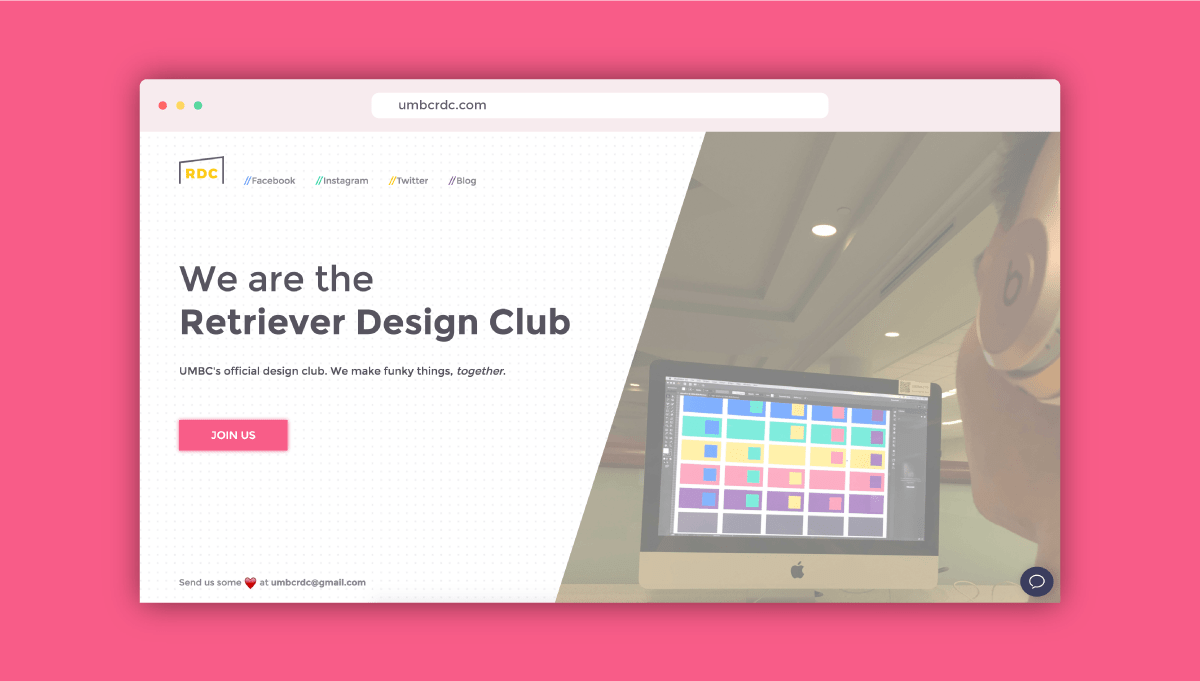 umbcrdc.com
RDC
//Facebook //Instagram //Twitter //Blog
We are the
Retriever Design Club
UMBC's official design club. We make funky things, together.
JOIN US
Send us some ❤️ at umbcrdc@gmail.com